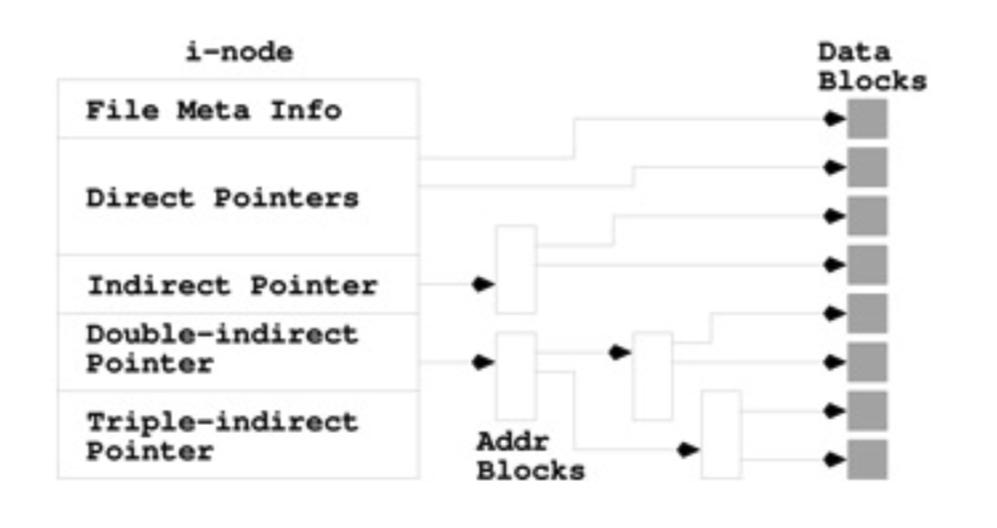 i-node
Data
Blocks
File Meta Info
Direct Pointers
Indirect Pointer
Double-indirect
Pointer
Triple-indirect
Pointer
Addr
Blocks